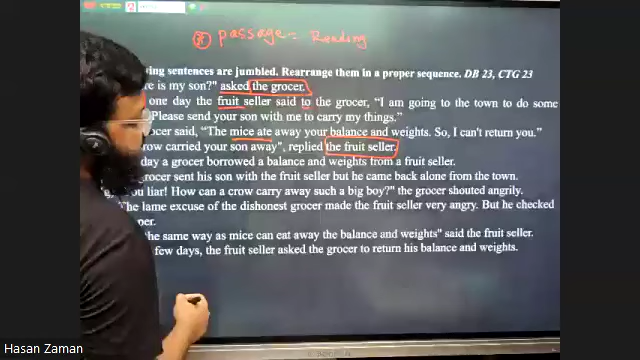 Mohammad's Zoom
passage = Reading
ving sentences are jumbled. Rearrange them in a proper sequence. DB 23, CTG 23
re is my son?" asked the grocer.
one day the fruit seller said to the grocer, "I am going to the town to do some
Please send your son with me to carry my things."
ocer said, "The mice ate away your balance and weights. So, I can't return you."
row carried your son away", replied the fruit seller.
day a grocer borrowed a balance and weights from a fruit seller.
grocer sent his son with the fruit seller but he came back alone from the town.
ou liar! How can a crow carry away such a big boy?" the grocer shouted angrily.
The lame excuse of the dishonest grocer made the fruit seller very angry. But he checked
per.
the same way as mice can eat away the balance and weights" said the fruit seller.
few days, the fruit seller asked the grocer to return his balance and weights.
Hasan Zaman